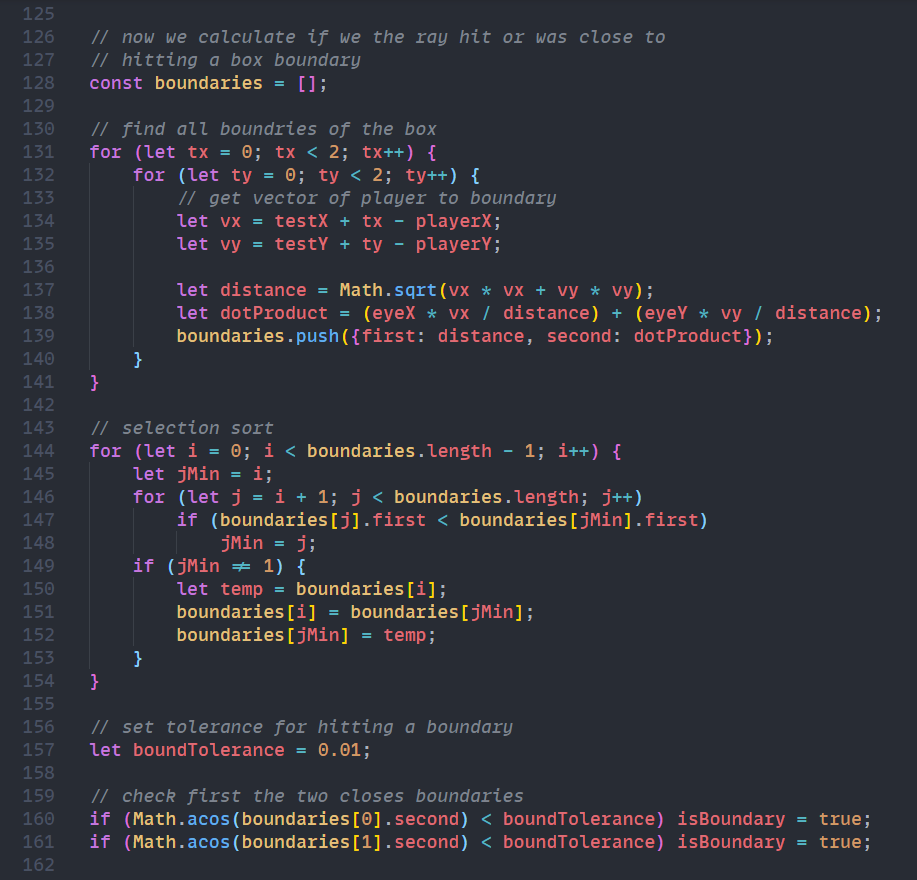 125
126 // now we calculate if we the ray hit or was close to
127 // hitting a box boundary
128 const boundaries = [];
129
130 // find all boundries of the box
131 for (let tx = 0; tx < 2; tx++) {
132 for (let ty = 0; ty < 2; ty++) {
133 // get vector of player to boundary
134 let vx = testX + tx - playerX;
135 let vy = testY + ty - playerY;
136
137 let distance = Math.sqrt(vx * vx + vy * vy);
138 let dotProduct = (eyeX * vx / distance) + (eyeY * vy / distance);
139 boundaries.push({first: distance, second: dotProduct});
140 }
141 }
142
143 // selection sort
144 for (let i = 0; i < boundaries.length - 1; i++) {
145 let jMin = i;
146 for (let j = i + 1; j < boundaries.length; j++)
147 if (boundaries[j].first < boundaries[jMin].first)
148 jMin = j;
149 if (jMin ≠ 1) {
150 let temp = boundaries[i];
151 boundaries[i] = boundaries[jMin];
152 boundaries[jMin] = temp;
153 }
154 }
155
156 // set tolerance for hitting a boundary
157 let boundTolerance = 0.01;
158
159 // check first the two closes boundaries
160 if (Math.acos(boundaries[0].second) < boundTolerance) isBoundary = true;
161 if (Math.acos(boundaries[1].second) < boundTolerance) isBoundary = true;
162